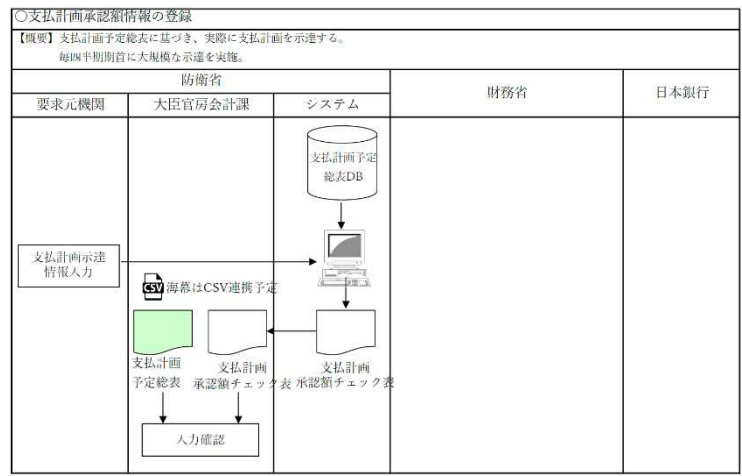 ○支払計画承認額情報の登録
【概要】支払計画予定総表に基づき、実際に支払計画を示達する。
毎四半期期首に大規模な示達を実施。
防衛省
財務省
日本銀行
要求元機関
大臣官房会計課
システム
支払計画予定
総表DB
支払計画示達
情報入力
CSV
海幕はCSV連携予定
支払計画
予定総表
支払計画
承認額チェック表
支払計画
承認額チェック表
入力確認